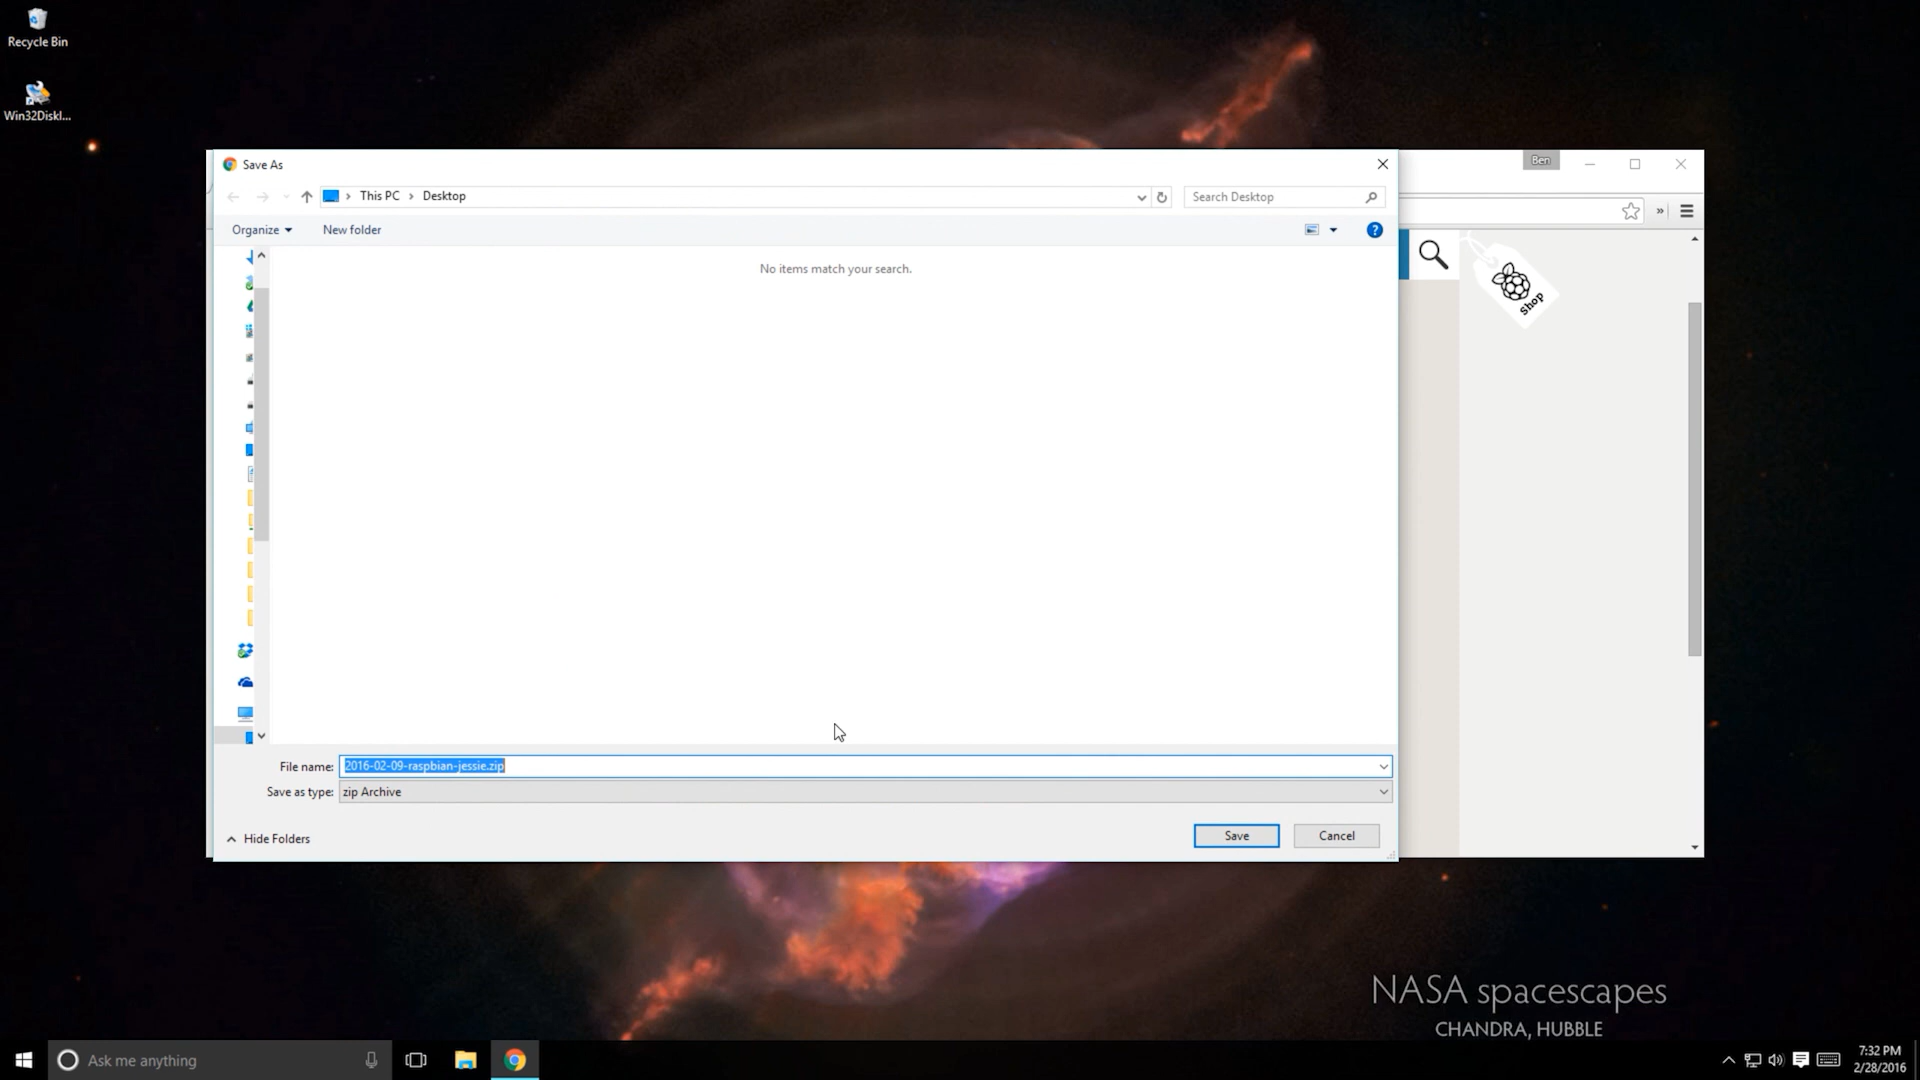 Recycle Bin
Win32DiskI...
Save As
Ben
This PC
Desktop
Search Desktop
Organize
New folder
?
»
No items match your search.
Shop
File name:
2016-02-09-raspbian-jessie.zip
Save as type:
zip Archive
Hide Folders
Save
Cancel
NASA spacescapes
CHANDRA, HUBBLE
Ask me anything
7:32 PM
2/28/2016